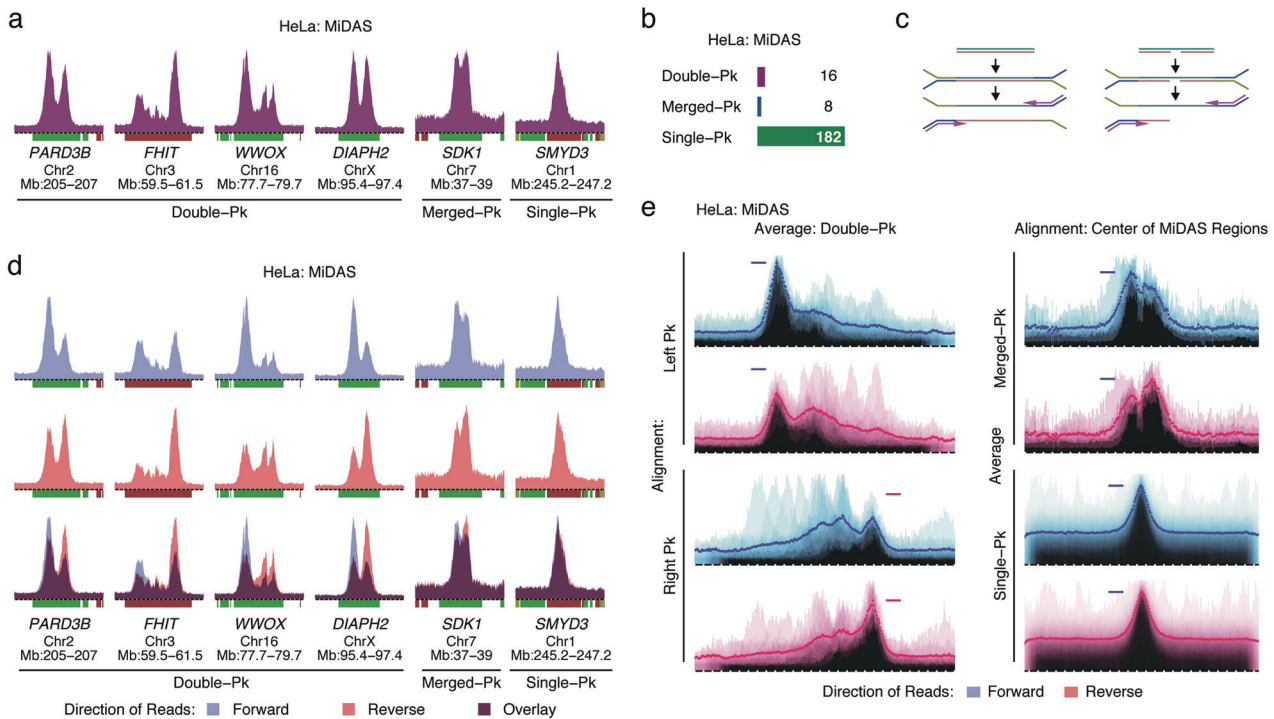 a
HeLa: MiDAS
PARD3B FHIT WWOX DIAPH2 SDK1 SMYD3
Chr2 Chr3 Chr16 ChrX Chr7 Chr1
Mb:205–207 Mb:59.5–61.5 Mb:77.7–79.7 Mb:95.4–97.4 Mb:37–39 Mb:245.2–247.2
Double–Pk Merged–Pk Single–Pk
b
HeLa: MiDAS
Double–Pk 16
Merged–Pk 8
Single–Pk 182
c
d
HeLa: MiDAS
PARD3B FHIT WWOX DIAPH2 SDK1 SMYD3
Chr2 Chr3 Chr16 ChrX Chr7 Chr1
Mb:205–207 Mb:59.5–61.5 Mb:77.7–79.7 Mb:95.4–97.4 Mb:37–39 Mb:245.2–247.2
Double–Pk Merged–Pk Single–Pk
Direction of Reads: Forward Reverse Overlay
e
HeLa: MiDAS
Average: Double–Pk
Alignment:
Left Pk
Right Pk
Alignment: Center of MiDAS Regions
Average
Merged–Pk
Single–Pk
Direction of Reads: Forward Reverse